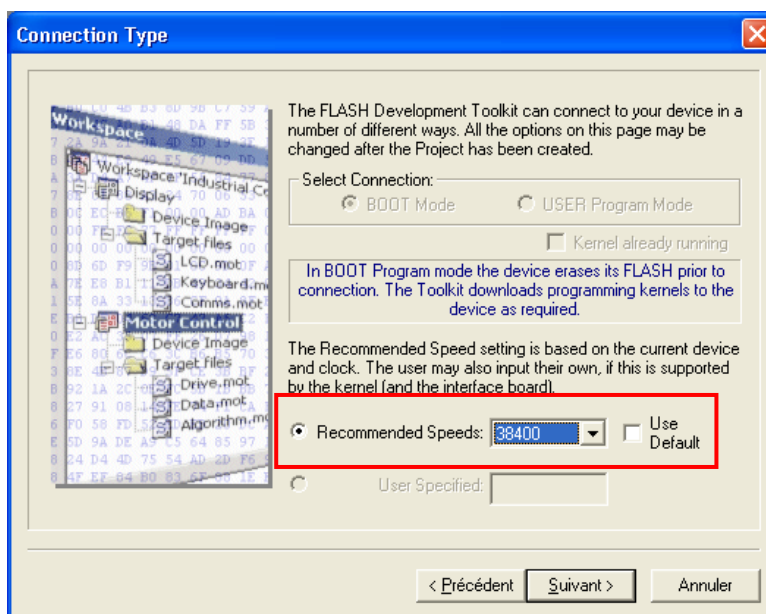 Connection Type
The FLASH Development Toolkit can connect to your device in a
number of different ways. All the options on this page may be
changed after the Project has been created.
Select Connection:
BOOT Mode
USER Program Mode
Kernel already running
In BOOT Program mode the device erases its FLASH prior to
connection. The Toolkit downloads programming kernels to the
device as required.
The Recommended Speed setting is based on the current device
and clock. The user may also input their own, if this is supported
by the kernel (and the interface board).
Recommended Speeds: 38400
Use
Default
User Specified:
Workspace
Workspace "Industrial Co
Display
Device Image
Target files
LCD.mot
Keyboard.m
Comms.mot
Motor Control
Device Image
Target files
Drive.mot
Data.mot
Algorithm.mo
< Précédent
Suivant >
Annuler